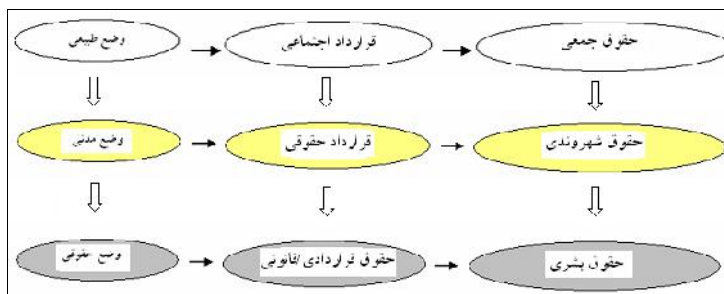 وضع طبیعی
قرارداد اجتماعی
حقوق جمعی
وضع مدنی
قرارداد حقوقی
حقوق شهروندی
وضع حقوقی
حقوق قراردادی/قانونی
حقوق بشری